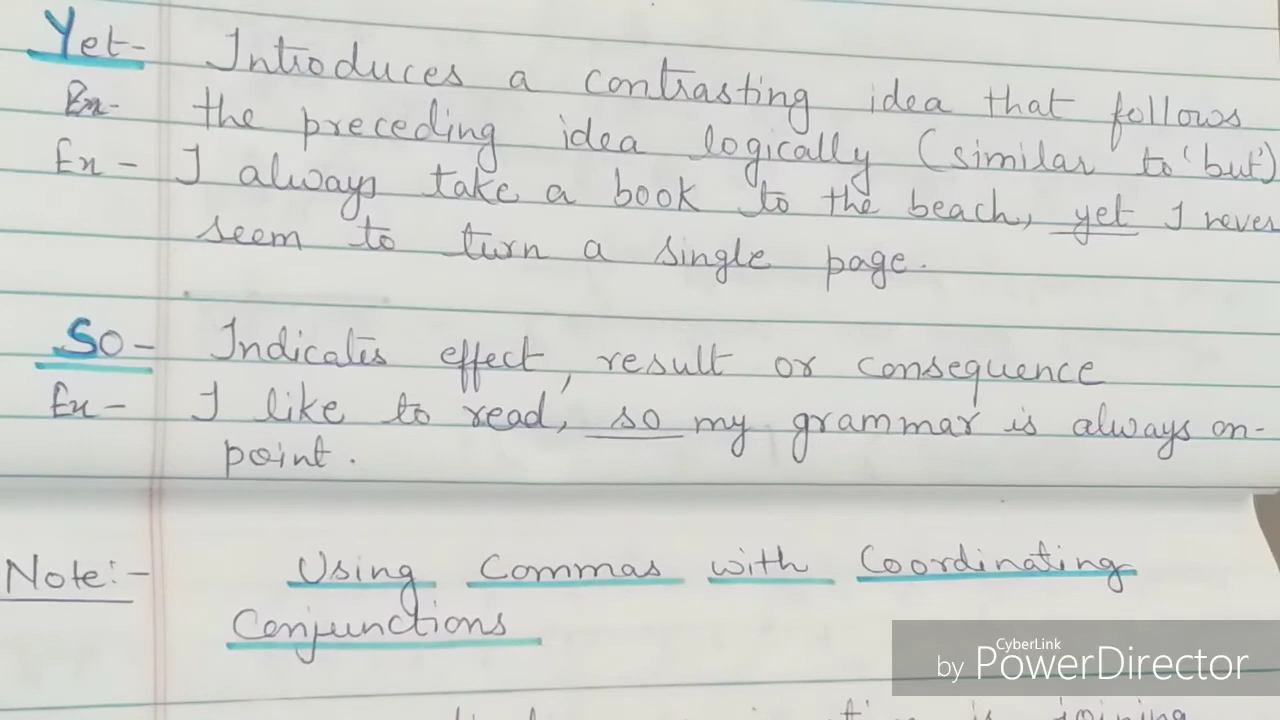 Yet- Introduces a contrasting idea that follows
Ex- the preceding idea logically (similar to 'but')
Ex- I always take a book to the beach, yet I never
seem to turn a single page.
So- Indicates effect, result or consequence
Ex- I like to read, so my grammar is always on-
point.
Note:- Using Commas with Coordinating
Conjunctions
is joining
CyberLink
by PowerDirector